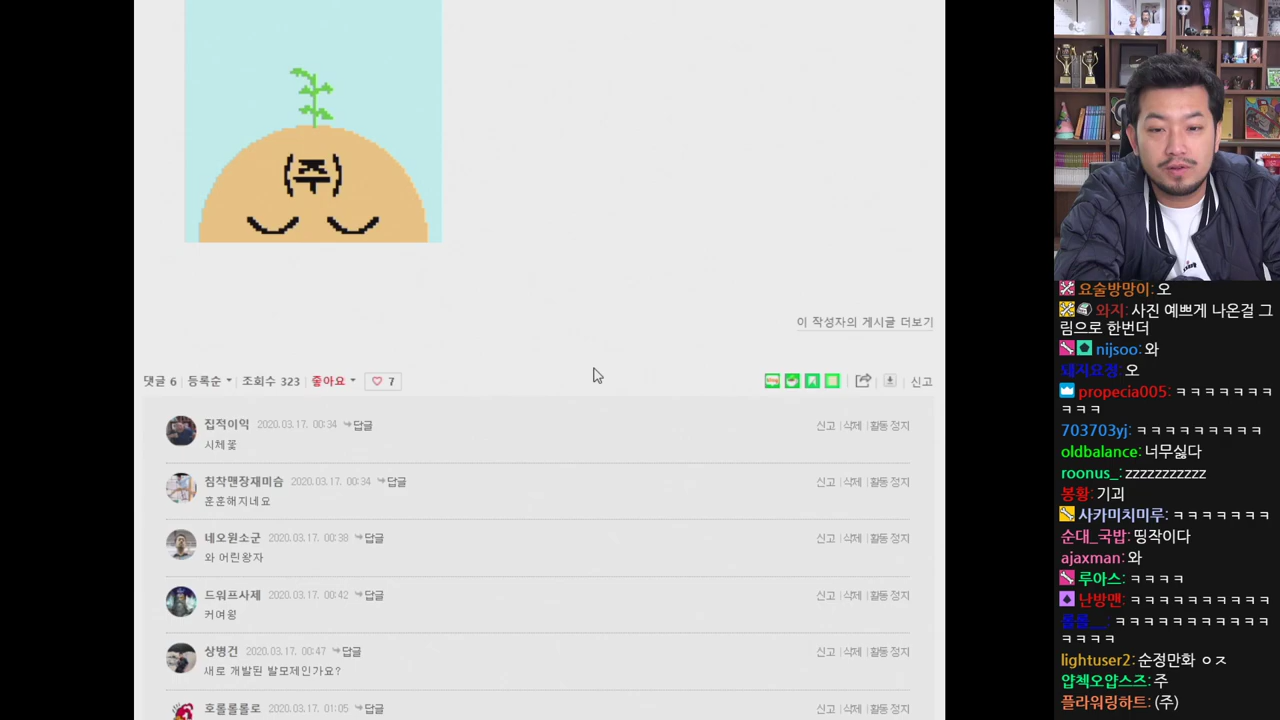 (주)
이 작성자의 게시글 더보기
댓글 6 등록순 조회수 323 좋아요 7
신고
집적이익 2020.03.17. 00:34 답글
신고 삭제 활동정지
시체꽃
침착맨장재미슴 2020.03.17. 00:34 답글
신고 삭제 활동정지
훈훈해지네요
네오원소군 2020.03.17. 00:38 답글
신고 삭제 활동정지
와 어린왕자
드워프사제 2020.03.17. 00:42 답글
신고 삭제 활동정지
커여웡
상병건 2020.03.17. 00:47 답글
신고 삭제 활동정지
새로 개발된 발모제인가요?
호롤롤롤로 2020.03.17. 01:05 답글
신고 삭제 활동정지
요술방망이: 오
와지: 사진 예쁘게 나온걸 그
림으로 한번더
nijsoo: 와
돼지요정: 오
propecia005: ㅋㅋㅋㅋㅋㅋㅋ
ㅋㅋㅋ
703703yj: ㅋㅋㅋㅋㅋㅋㅋㅋㅋ
oldbalance: 너무싫다
roonus_: zzzzzzzzzzz
봉황: 기괴
사카미치미루: ㅋㅋㅋㅋㅋㅋㅋ
순대_국밥: 띵작이다
ajaxman: 와
루아스: ㅋㅋㅋㅋ
난방맨: ㅋㅋㅋㅋㅋㅋㅋㅋㅋㅋ
ㅋㅋㅋㅋㅋㅋㅋㅋㅋㅋㅋ
ㅋㅋㅋㅋ
lightuser2: 순정만화 ㅇㅈ
얍첵오얍스즈: 주
플라워링하트: (주)